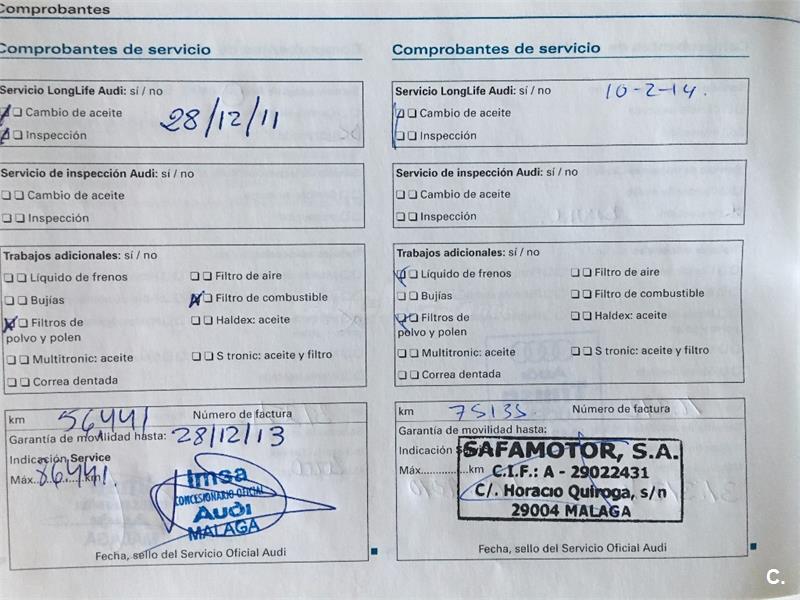 Comprobantes
Comprobantes de servicio
Servicio LongLife Audi: sí / no
Cambio de aceite
Inspección
28/12/11
Servicio de inspección Audi: sí / no
Cambio de aceite
Inspección
Trabajos adicionales: sí / no
Líquido de frenos
Filtro de aire
Bujías
Filtro de combustible
Filtros de
polvo y polen
Haldex: aceite
Multitronic: aceite
S tronic: aceite y filtro
Correa dentada
km 56441 Número de factura
Garantía de movilidad hasta: 28/12/13
Indicación Service
Máx. 86441 km
Imsa
CONCESIONARIO OFICIAL
Audi
MALAGA
Fecha, sello del Servicio Oficial Audi
Comprobantes de servicio
Servicio LongLife Audi: sí / no
10-2-14.
Cambio de aceite
Inspección
Servicio de inspección Audi: sí / no
Cambio de aceite
Inspección
Trabajos adicionales: sí / no
Líquido de frenos
Filtro de aire
Bujías
Filtro de combustible
Filtros de
polvo y polen
Haldex: aceite
Multitronic: aceite
S tronic: aceite y filtro
Correa dentada
km 75135. Número de factura
Garantía de movilidad hasta:
Indicación
Máx..............km
SAFAMOTOR, S.A.
C.I.F.: A - 29022431
C/. Horacio Quiroga, s/n
29004 MALAGA
Fecha, sello del Servicio Oficial Audi
C.